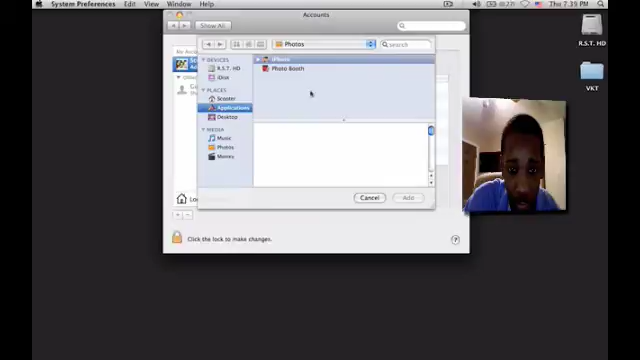 System Preferences Edit View Window Help
Thu 7:39 PM
Accounts
Show All
Photos
search
DEVICES
R.S.T. HD
iDisk
PLACES
Scooter
Applications
Desktop
MEDIA
Music
Photos
Movies
iPhoto
Photo Booth
Cancel Add
Click the lock to make changes.
?
R.S.T. HD
VKT